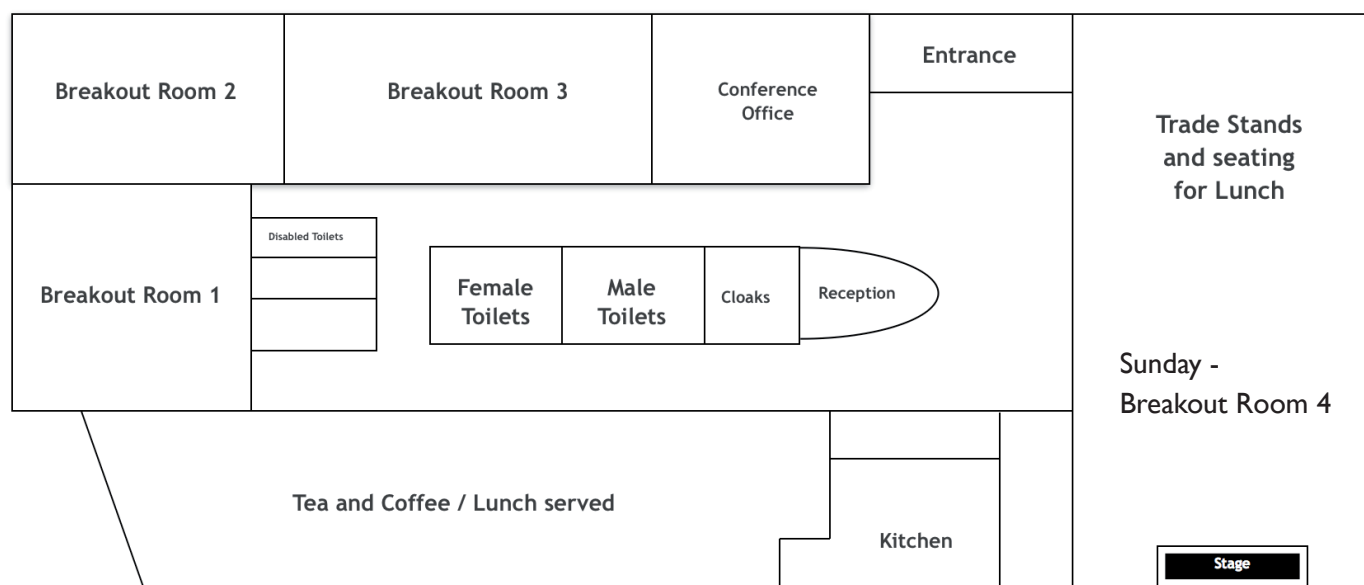 Breakout Room 2
Breakout Room 3
Conference
Office
Entrance
Trade Stands
and seating
for Lunch
Disabled Toilets
Breakout Room 1
Female
Toilets
Male
Toilets
Cloaks
Reception
Sunday -
Breakout Room 4
Tea and Coffee / Lunch served
Kitchen
Stage